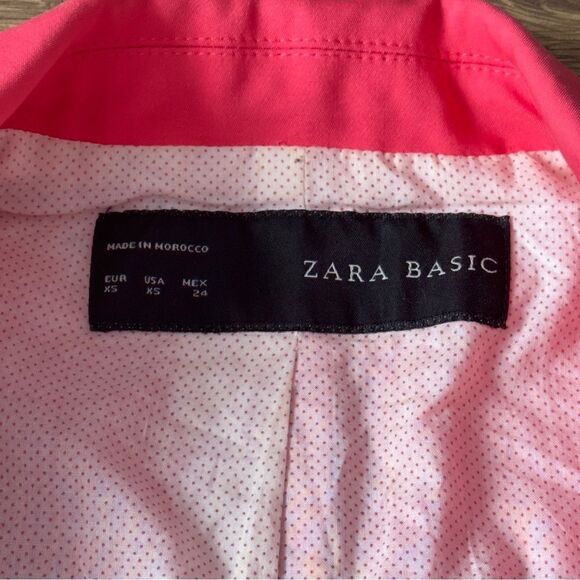 MADE IN MOROCCO
ZARA BASIC
EUR USA MEX
XS XS 24